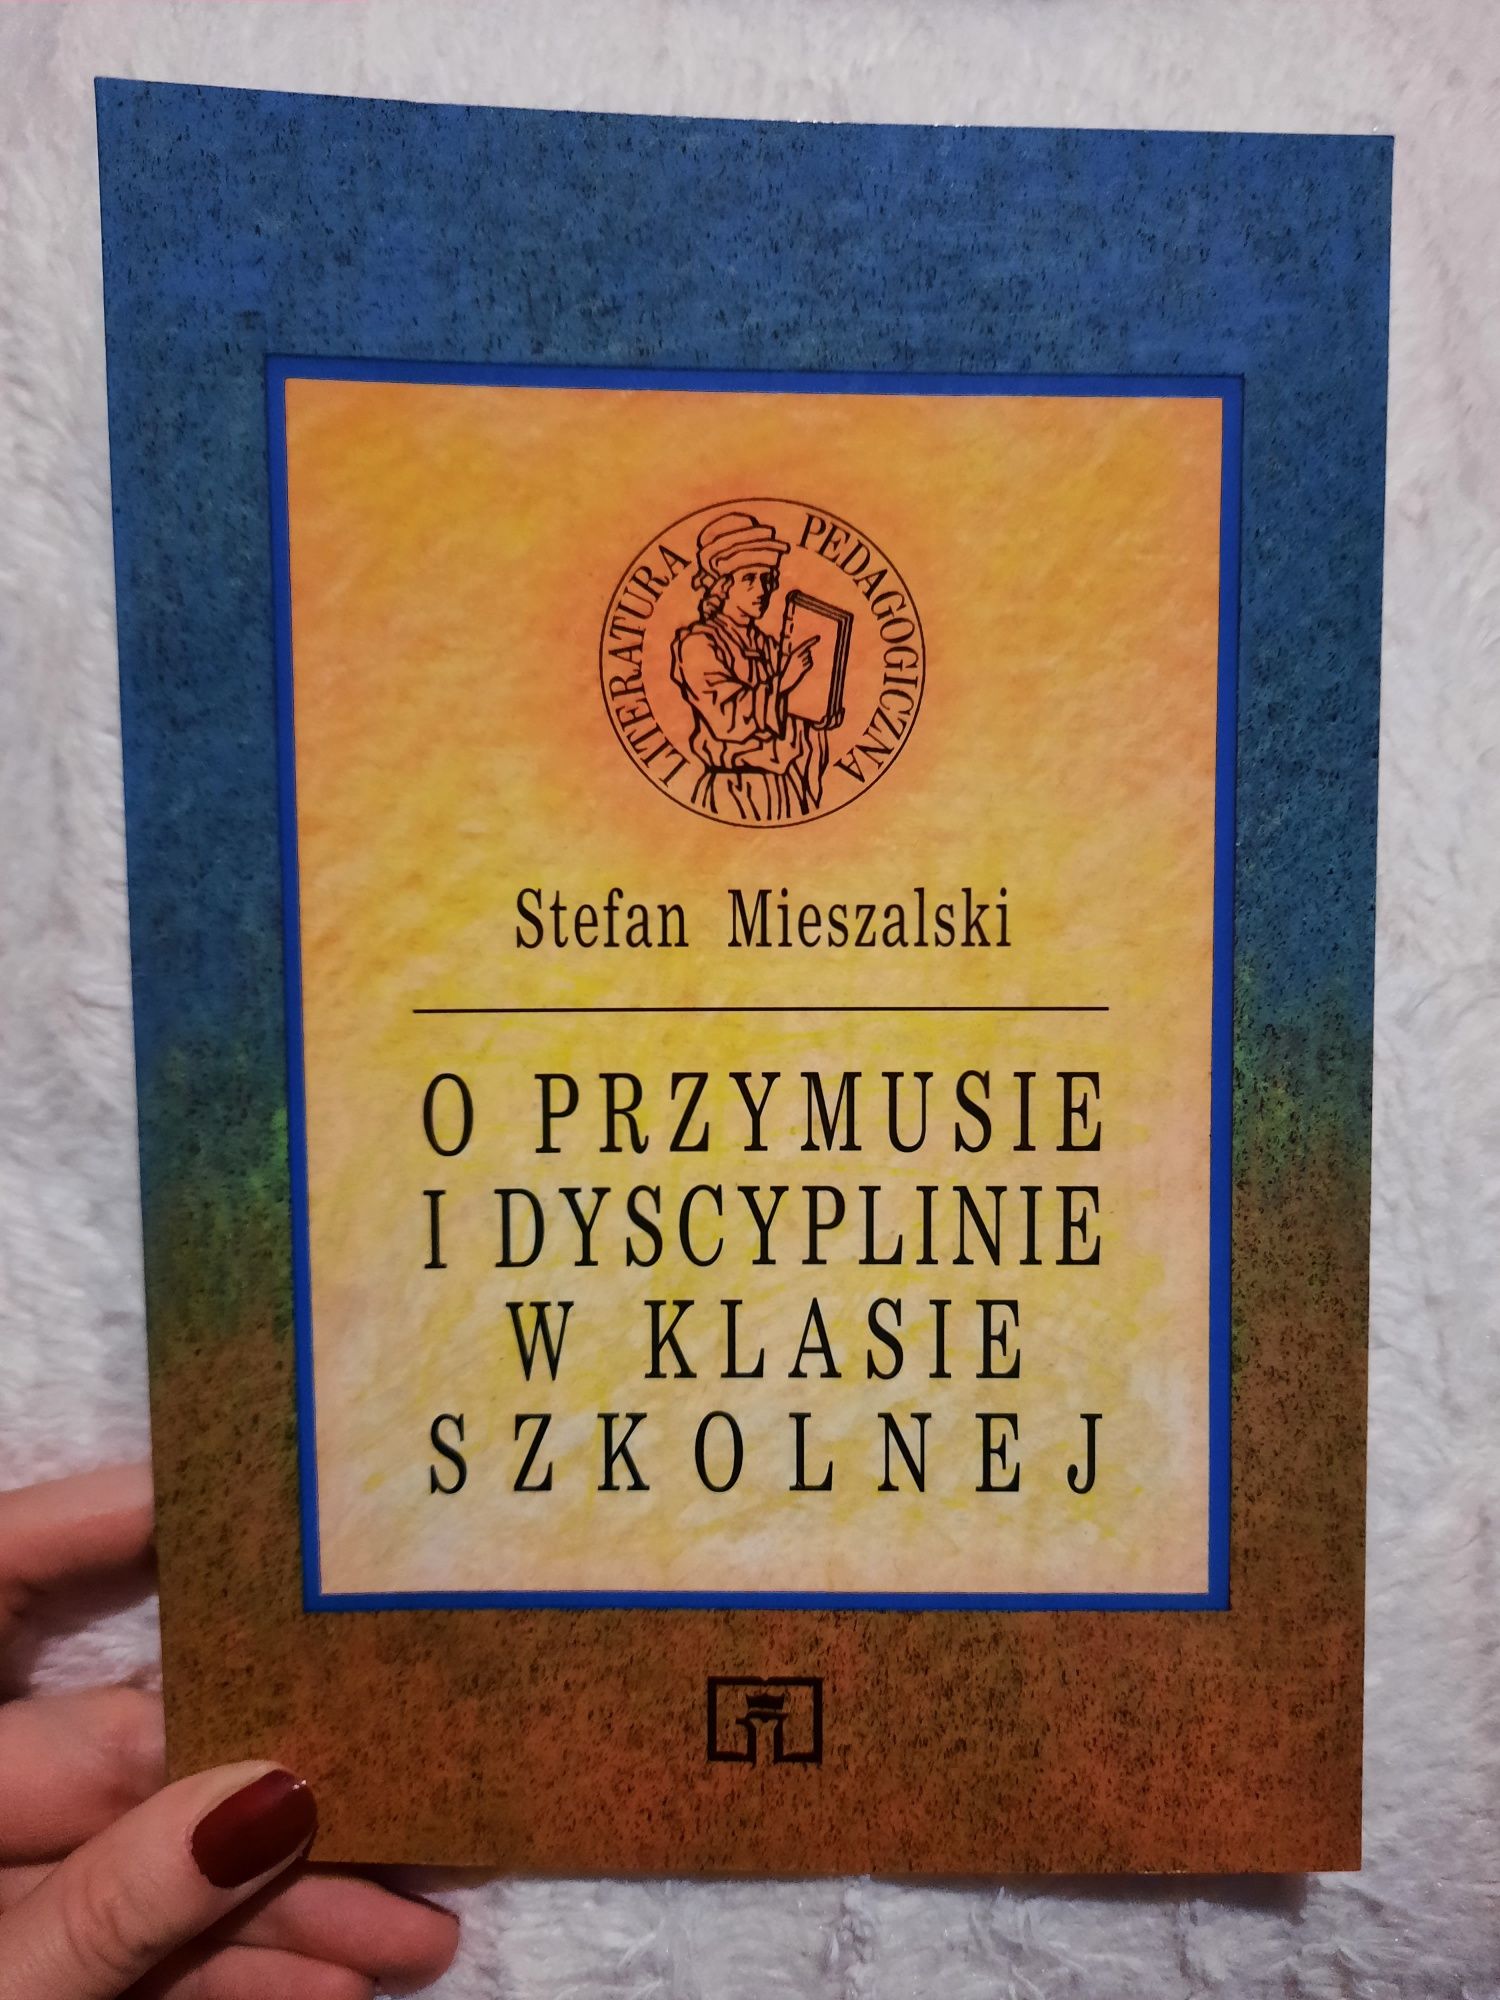 LITERATURA PEDAGOGICZNA
Stefan Mieszalski
O PRZYMUSIE
I DYSCYPLINIE
W KLASIE
SZKOLNEJ